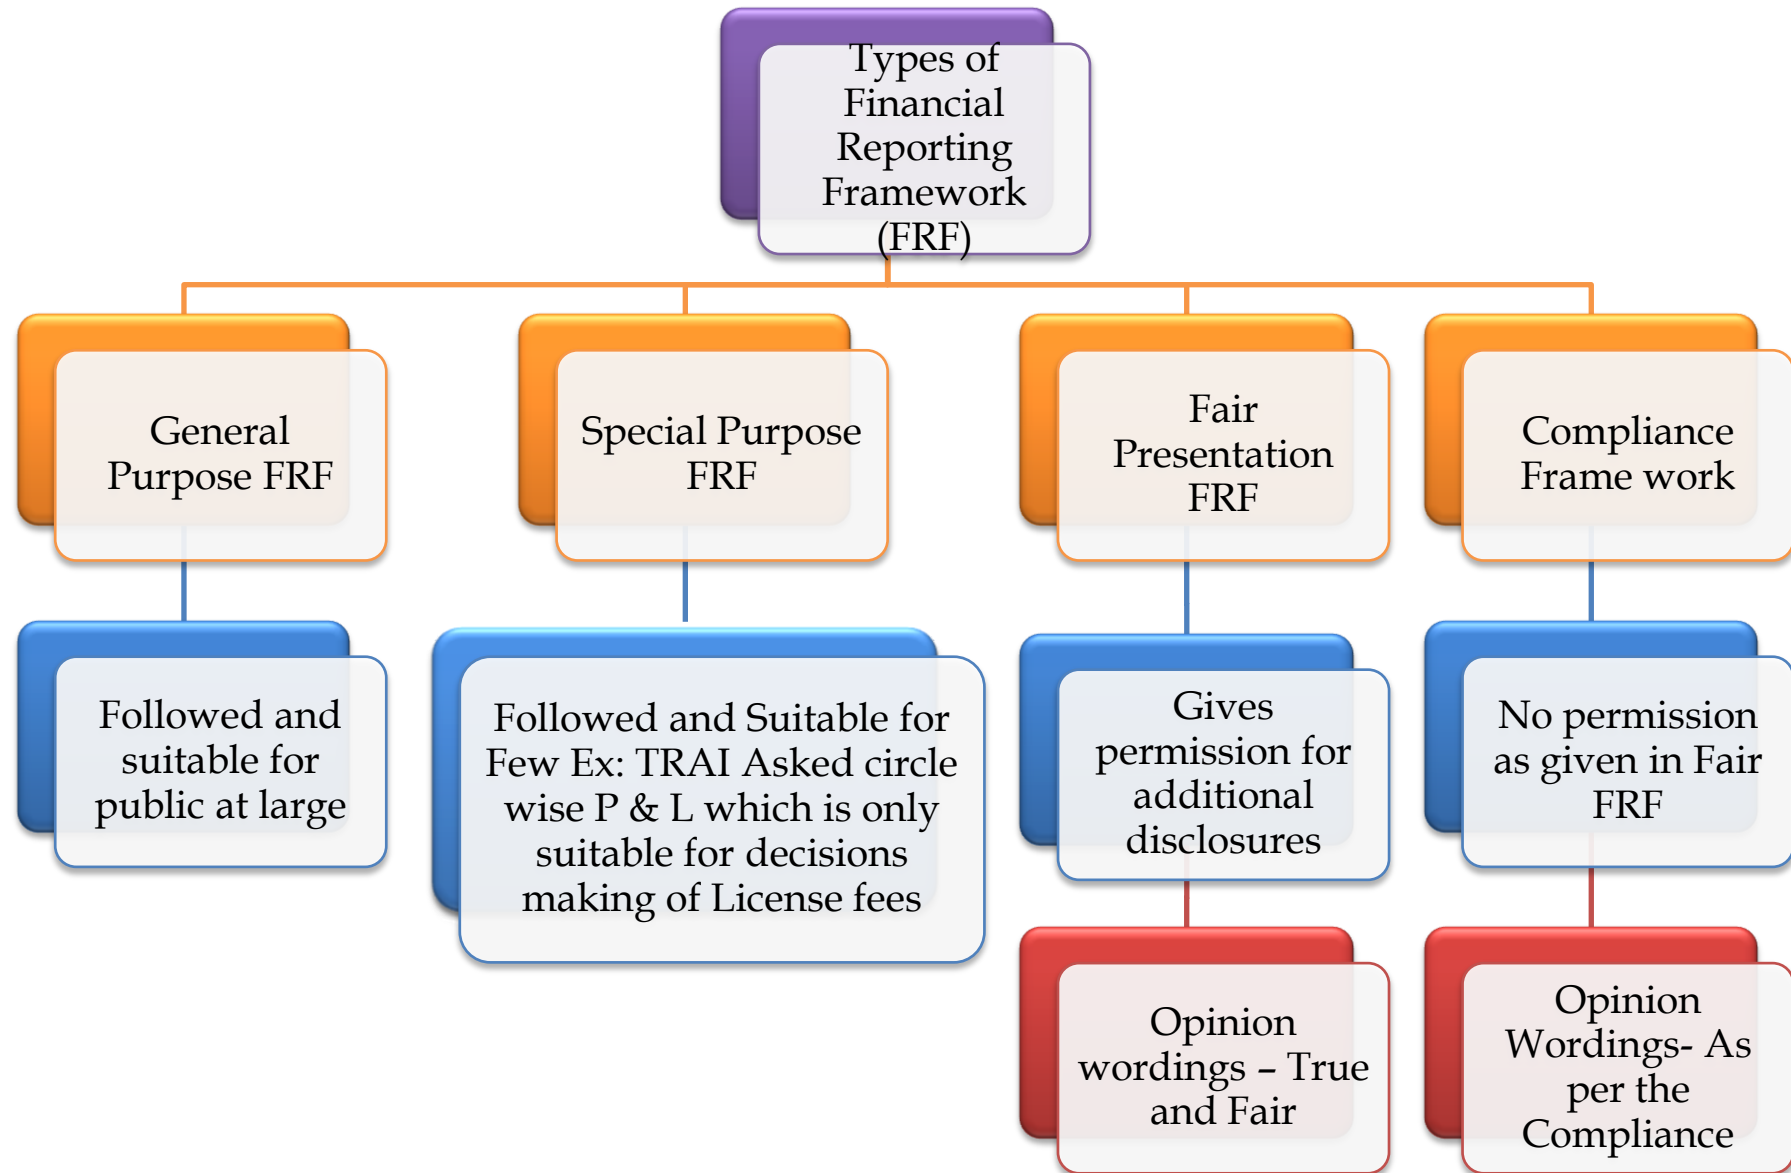 Types of
Financial
Reporting
Framework
(FRF)
General
Purpose FRF
Special Purpose
FRF
Fair
Presentation
FRF
Compliance
Frame work
Followed and
suitable for
public at large
Followed and Suitable for
Few Ex: TRAI Asked circle
wise P & L which is only
suitable for decisions
making of License fees
Gives
permission for
additional
disclosures
No permission
as given in Fair
FRF
Opinion
wordings – True
and Fair
Opinion
Wordings- As
per the
Compliance